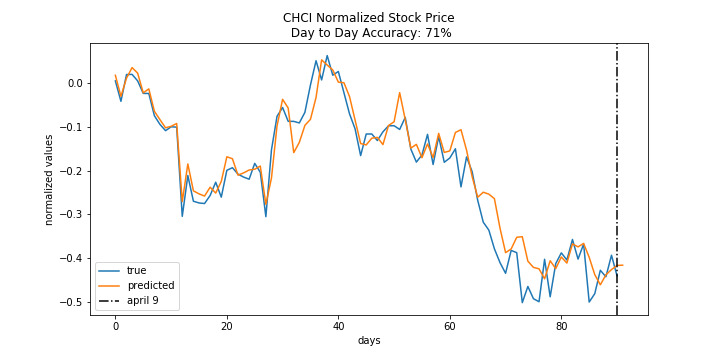 CHCI Normalized Stock Price
Day to Day Accuracy: 71%
normalized values
0.0
−0.1
−0.2
−0.3
−0.4
−0.5
true
predicted
april 9
0
20
40
60
80
days